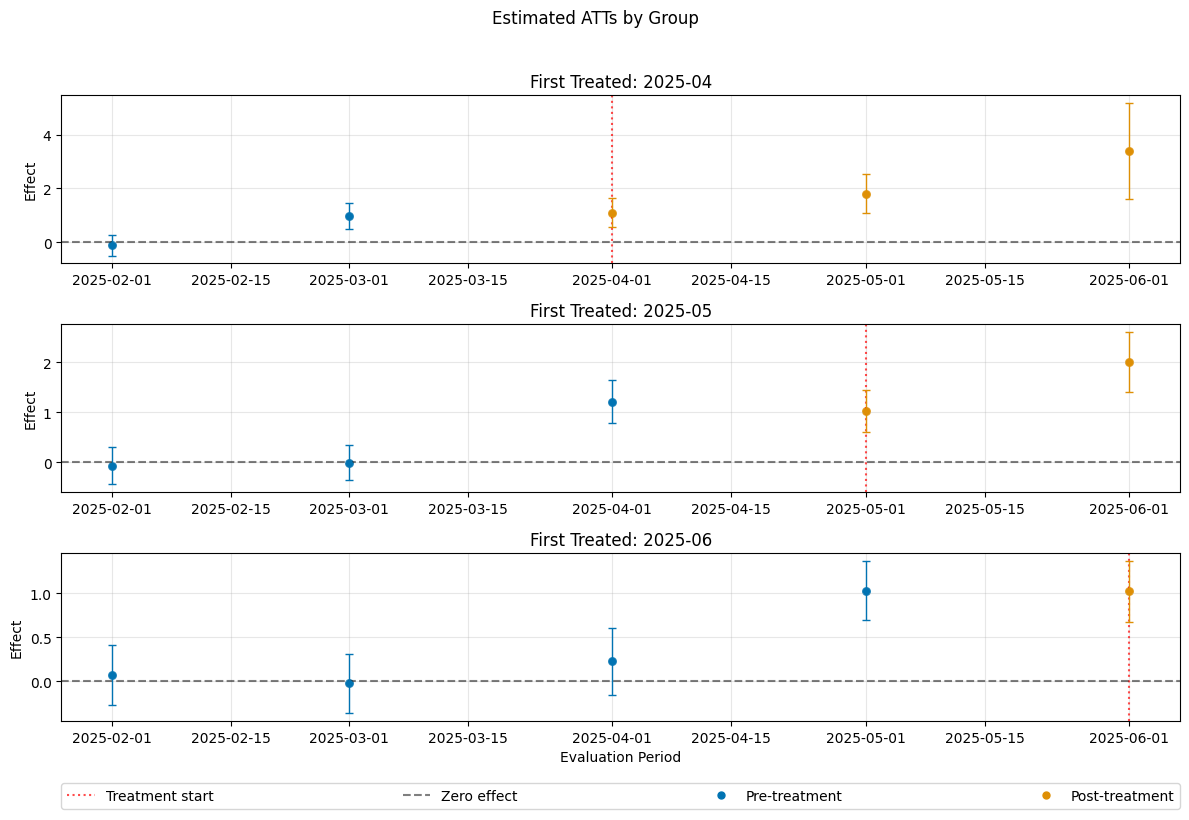 Estimated ATTs by Group
First Treated: 2025-04
Effect
4
2
0
2025-02-01 2025-02-15 2025-03-01 2025-03-15 2025-04-01 2025-04-15 2025-05-01 2025-05-15 2025-06-01
First Treated: 2025-05
Effect
2
1
0
2025-02-01 2025-02-15 2025-03-01 2025-03-15 2025-04-01 2025-04-15 2025-05-01 2025-05-15 2025-06-01
First Treated: 2025-06
Effect
1.0
0.5
0.0
2025-02-01 2025-02-15 2025-03-01 2025-03-15 2025-04-01 2025-04-15 2025-05-01 2025-05-15 2025-06-01
Evaluation Period
Treatment start Zero effect Pre-treatment Post-treatment